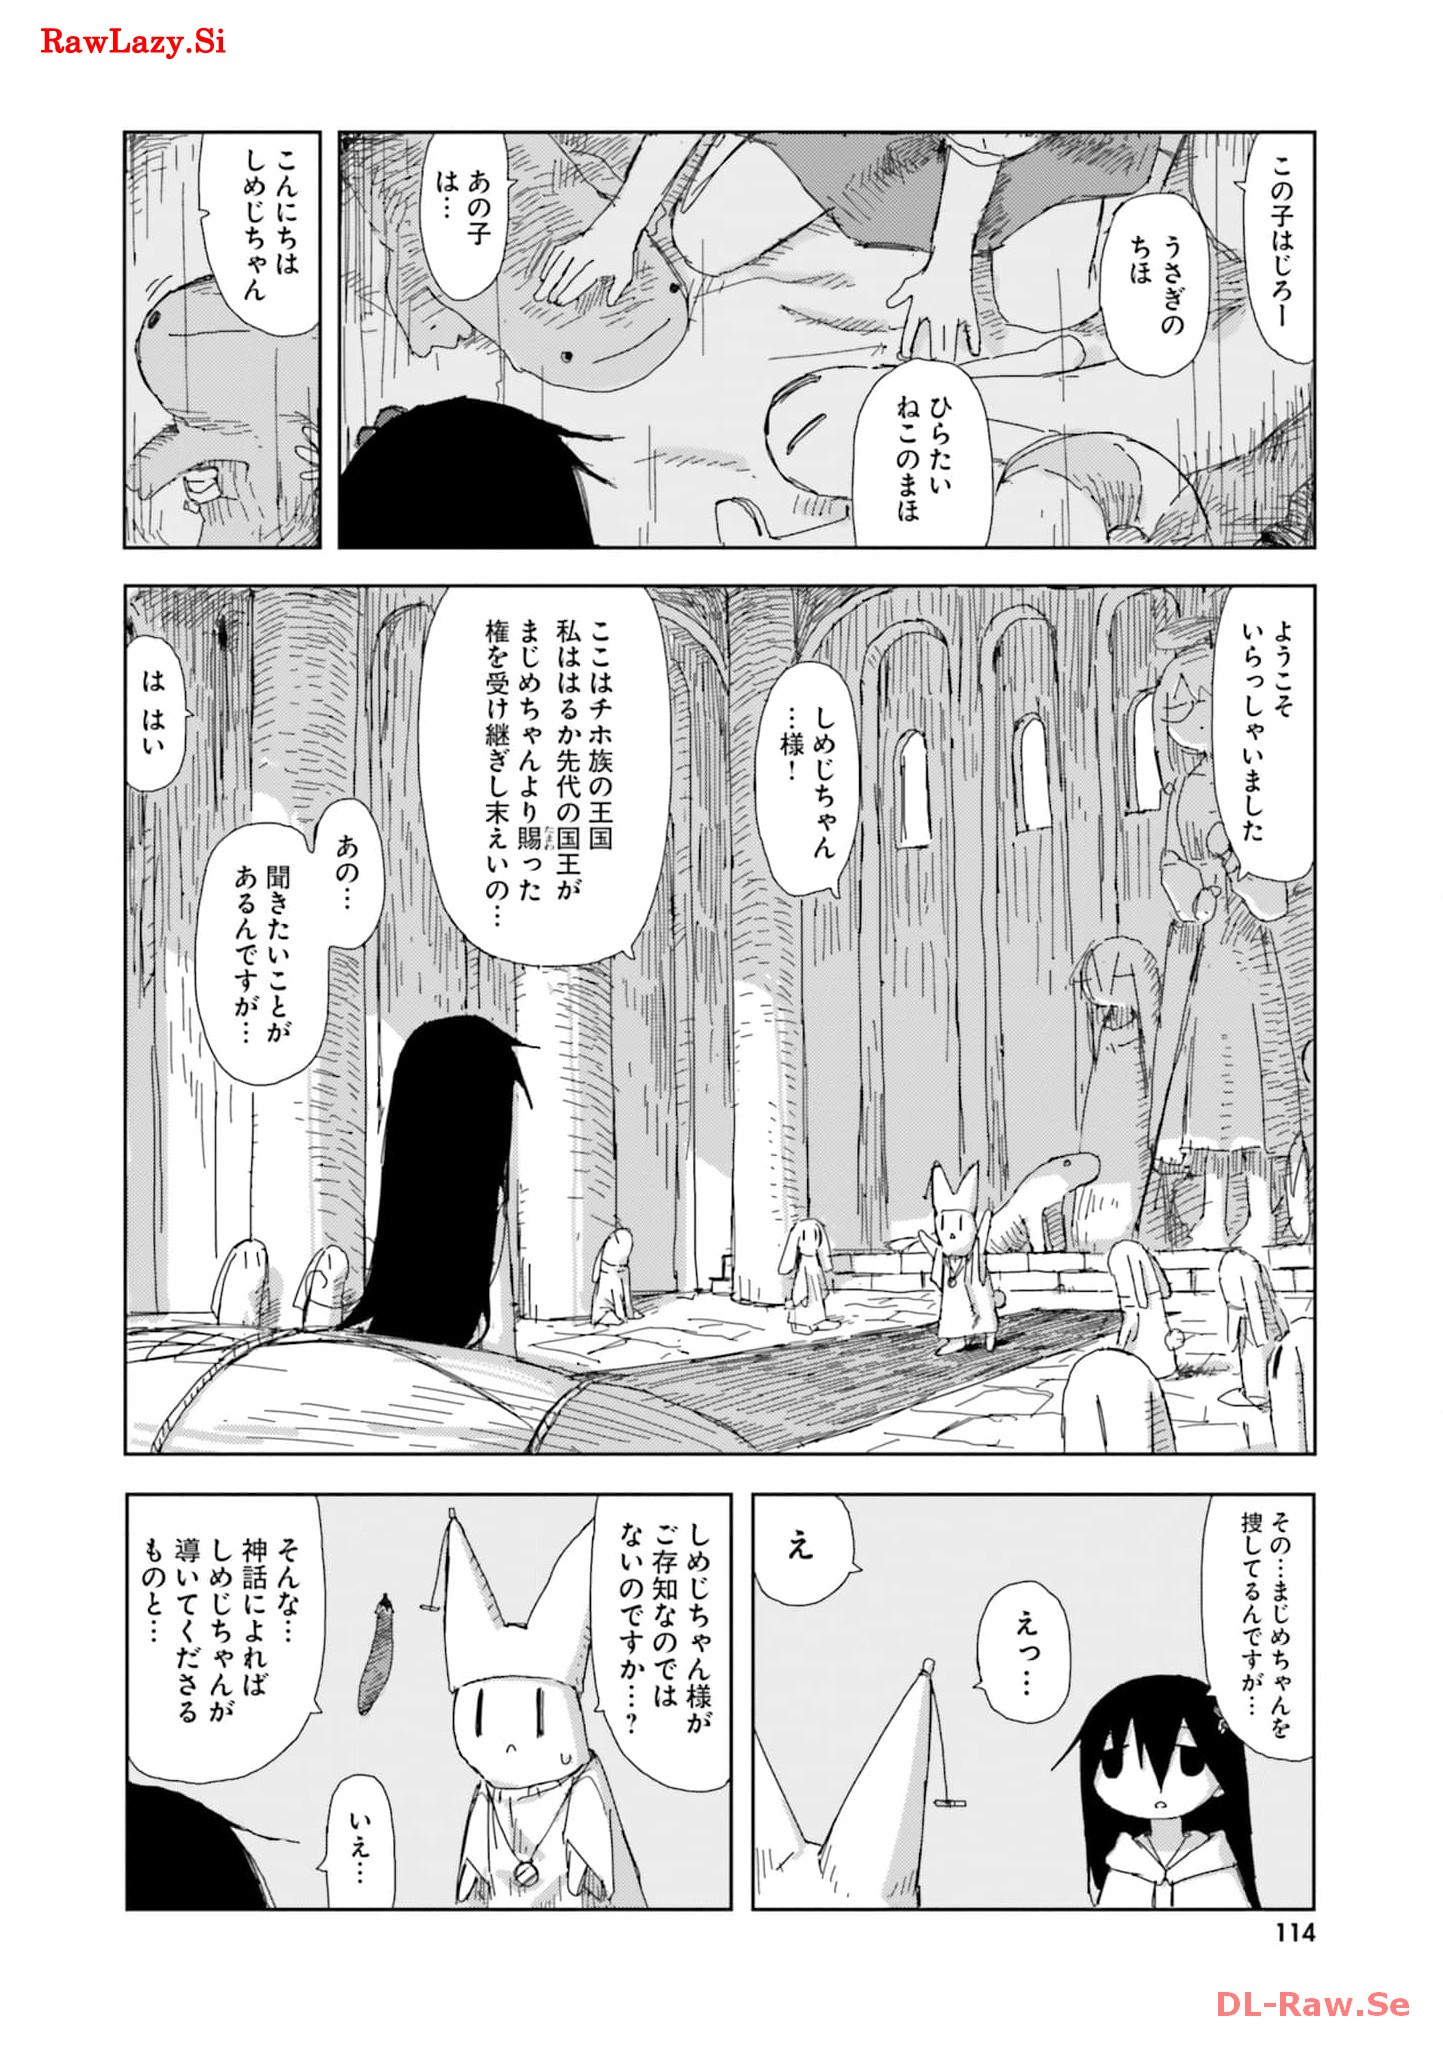 RawLazy.Si
この子はじろー
うさぎの
ちほ
ひらたい
ねこのまほ
あの子
は…
こんにちは
しめじちゃん
ようこそ
いらっしゃいました
しめじちゃん
…様！
ここはチホ族の王国
私ははるか先代の国王が
まじめちゃんより賜った
たまわ
権を受け継ぎし末えいの…
は はい
あの…
聞きたいことが
あるんですが…
その…まじめちゃんを
捜してるんですが…
えっ…
え
しめじちゃん様が
ご存知なのでは
ないのですか…？
そんな…
神話によれば
しめじちゃんが
導いてくださる
ものと…
いえ…
114
DL-Raw.Se